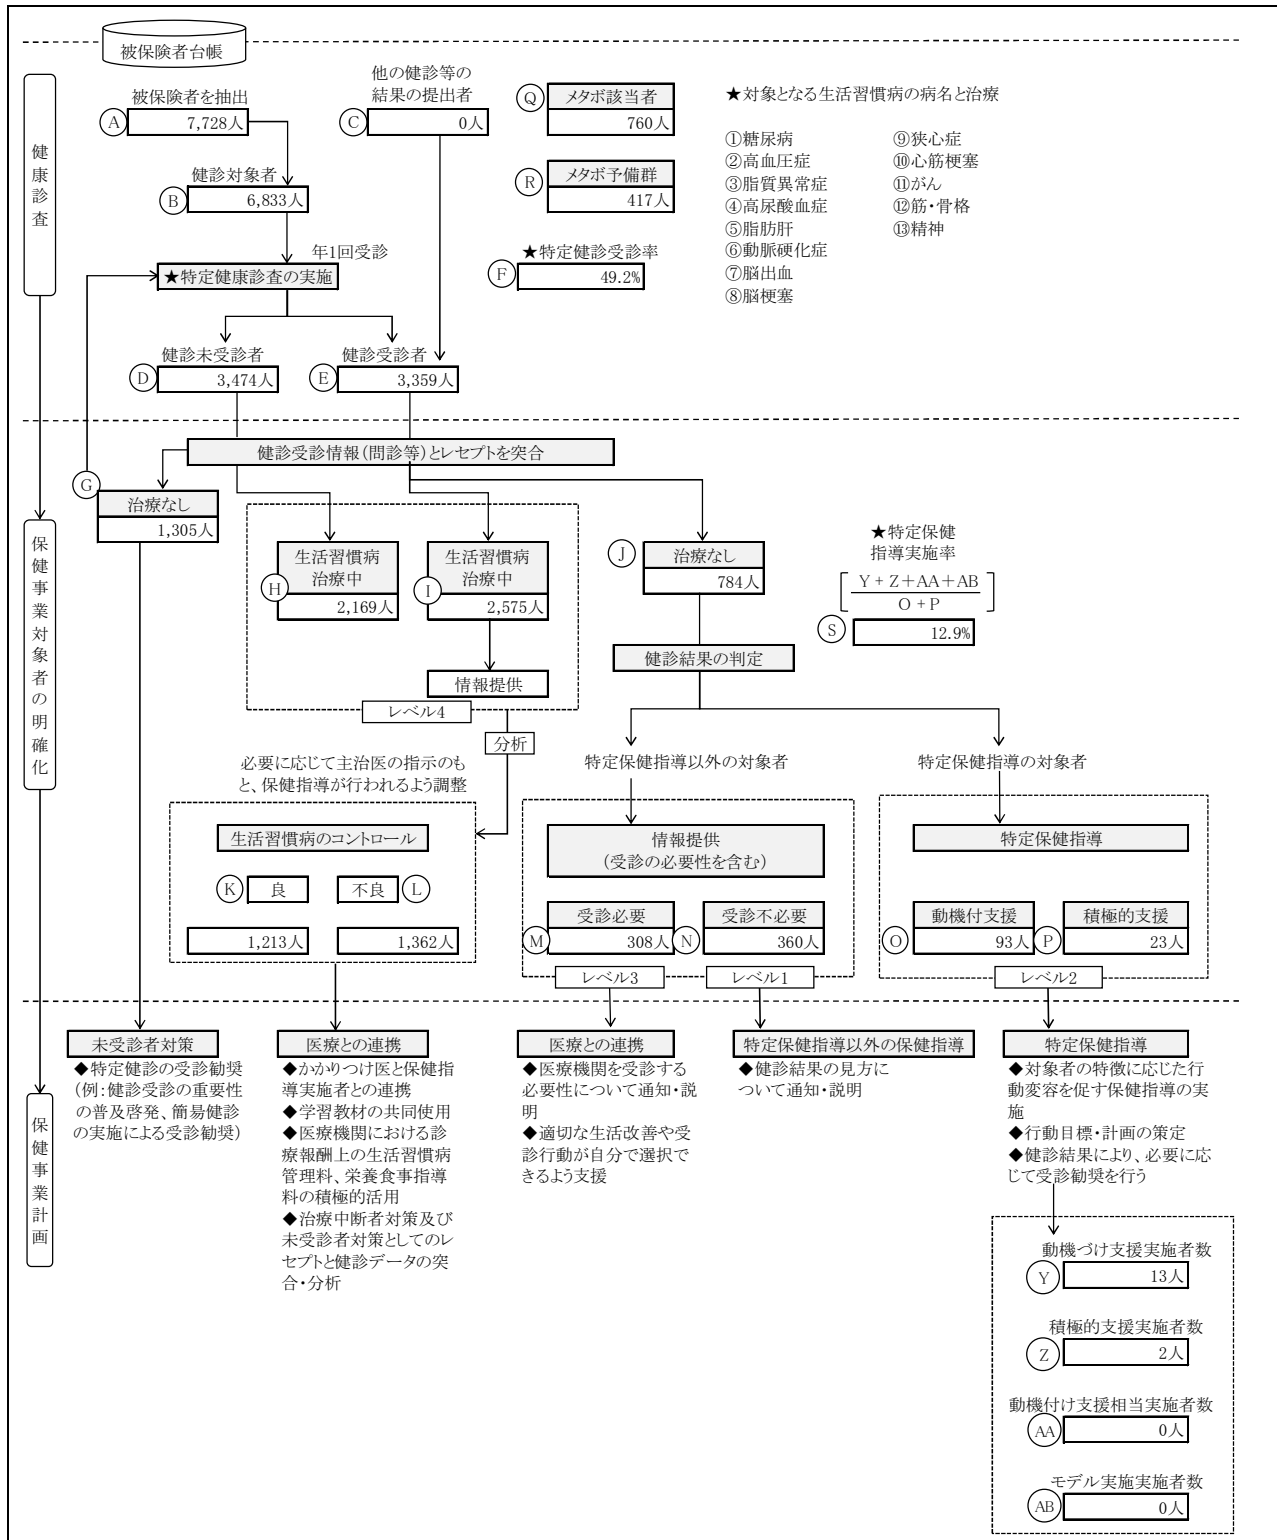 被保険者台帳
健康診査
被保険者を抽出
A
7,728人
他の健診等の
結果の提出者
C
0人
健診対象者
B
6,833人
年1回受診
★特定健康診査の実施
Q
メタボ該当者
760人
R
メタボ予備群
417人
★特定健診受診率
F
49.2%
★対象となる生活習慣病の病名と治療
①糖尿病
②高血圧症
③脂質異常症
④高尿酸血症
⑤脂肪肝
⑥動脈硬化症
⑦脳出血
⑧脳梗塞
⑨狭心症
⑩心筋梗塞
⑪がん
⑫筋・骨格
⑬精神
健診未受診者
D
3,474人
健診受診者
E
3,359人
保健事業対象者の明確化
健診受診情報(問診等)とレセプトを突合
G
治療なし
1,305人
生活習慣病
治療中
H
2,169人
生活習慣病
治療中
I
2,575人
情報提供
レベル4
分析
J
治療なし
784人
健診結果の判定
★特定保健
指導実施率
Y+Z+AA+AB
O+P
S
12.9%
必要に応じて主治医の指示のも
と、保健指導が行われるよう調整
生活習慣病のコントロール
K
良
不良
L
1,213人
1,362人
特定保健指導以外の対象者
情報提供
(受診の必要性を含む)
M
受診必要
308人
N
受診不必要
360人
レベル3
レベル1
特定保健指導の対象者
特定保健指導
O
動機付支援
93人
P
積極的支援
23人
レベル2
保健事業計画
未受診者対策
◆特定健診の受診勧奨
(例:健診受診の重要性
の普及啓発、簡易健診
の実施による受診勧奨)
医療との連携
◆かかりつけ医と保健指
導実施者との連携
◆学習教材の共同使用
◆医療機関における診
療報酬上の生活習慣病
管理料、栄養食事指導
料の積極的活用
◆治療中断者対策及び
未受診者対策としてのレ
セプトと健診データの突
合・分析
医療との連携
◆医療機関を受診する
必要性について通知・説
明
◆適切な生活改善や受
診行動が自分で選択で
きるよう支援
特定保健指導以外の保健指導
◆健診結果の見方に
ついて通知・説明
特定保健指導
◆対象者の特徴に応じた行
動変容を促す保健指導の実
施
◆行動目標・計画の策定
◆健診結果により、必要に応
じて受診勧奨を行う
動機づけ支援実施者数
Y
13人
積極的支援実施者数
Z
2人
動機付け支援相当実施者数
AA
0人
モデル実施実施者数
AB
0人